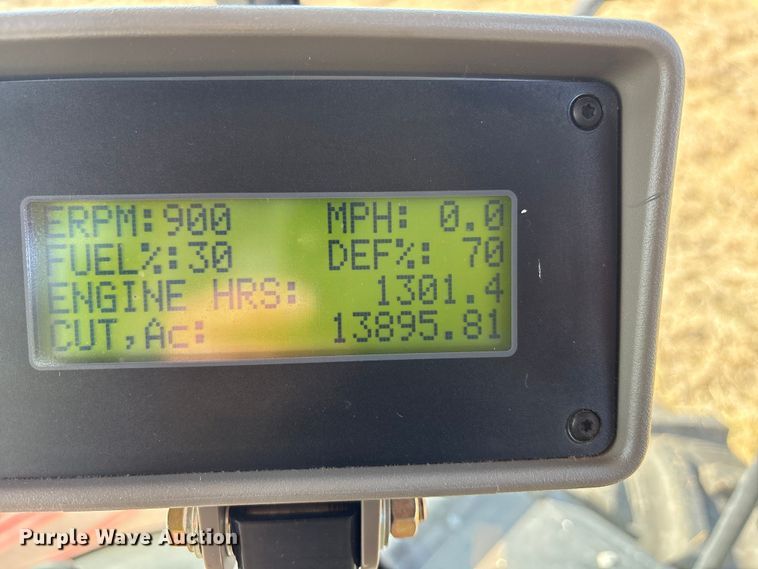 ERPM:900 MPH: 0.0
FUEL%:30 DEF%: 70
ENGINE HRS: 1301.4
CUT,Ac: 13895.81
Purple Wave Auction